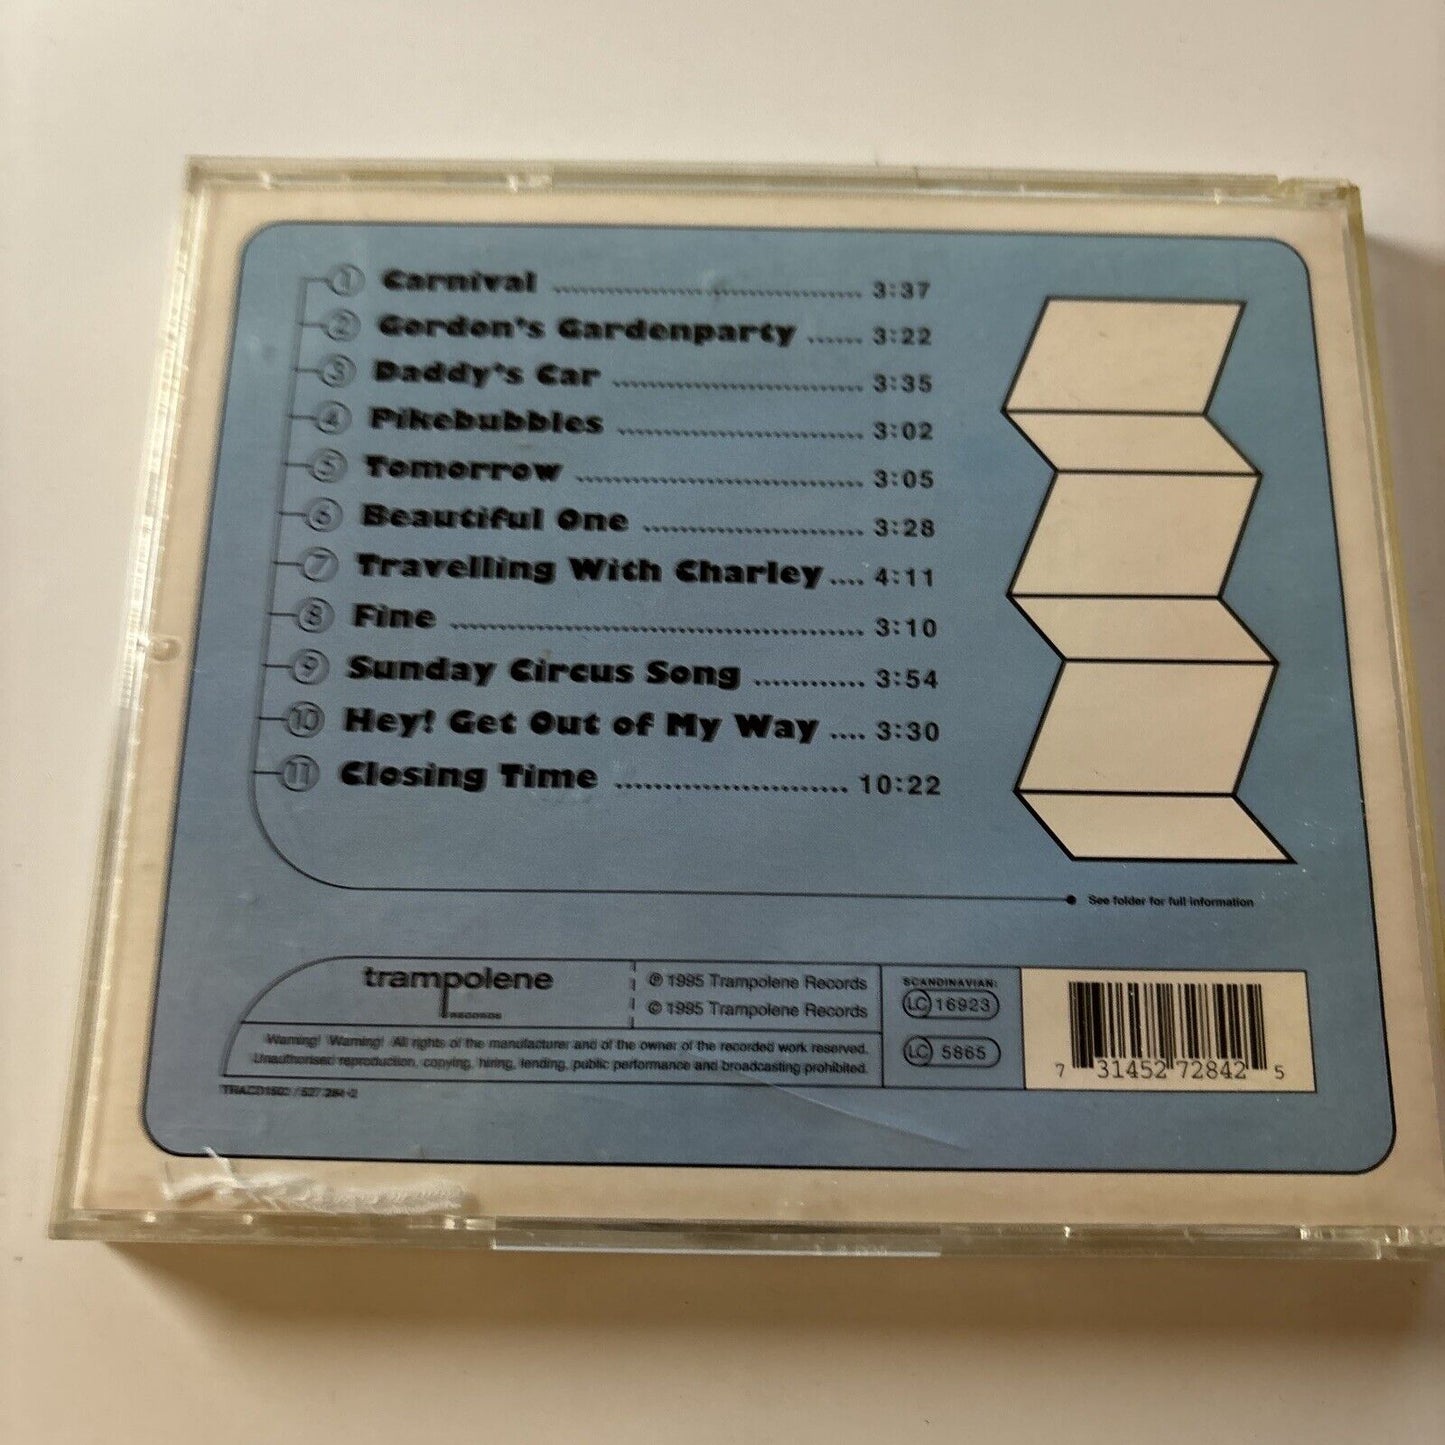 1 Carnival ........ 3:37
2 Gordon's Gardenparty ...... 3:22
3 Daddy's Car ........ 3:35
4 Pikebubbles ........ 3:02
5 Tomorrow ........ 3:05
6 Beautiful One ........ 3:28
7 Travelling With Charley .... 4:11
8 Fine ........ 3:10
9 Sunday Circus Song ........ 3:54
10 Hey! Get Out of My Way .... 3:30
11 Closing Time ........ 10:22
See folder for full information
trampolene
RECORDS
℗ 1995 Trampolene Records
© 1995 Trampolene Records
Warning! Warning! All rights of the manufacturer and of the owner of the recorded work reserved.
Unauthorised reproduction, copying, hiring, lending, public performance and broadcasting prohibited.
SCANDINAVIAN:
LC 16923
LC 5865
7 31452 72842 5